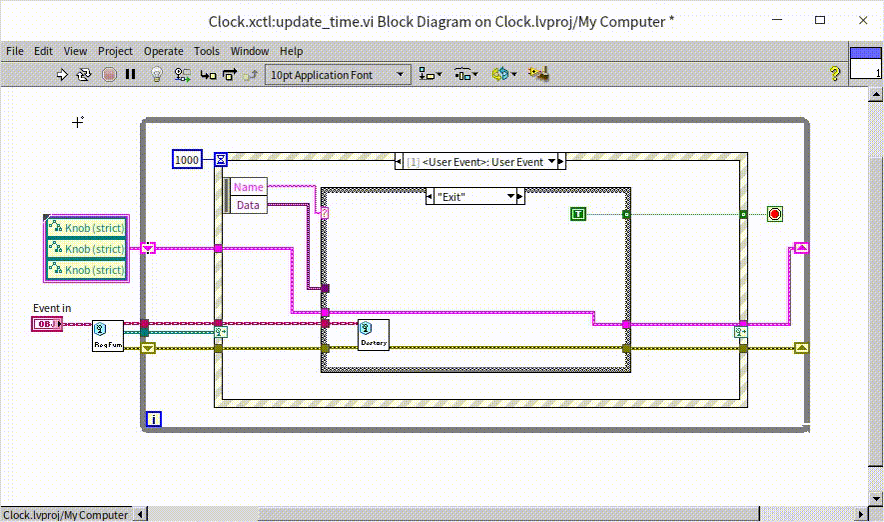 Clock.xctl:update_time.vi Block Diagram on Clock.lvproj/My Computer *
File Edit View Project Operate Tools Window Help
10pt Application Font
?
1
1000
[1] <User Event>: User Event
Name
Data
"Exit"
?
T
Knob (strict)
Knob (strict)
Knob (strict)
Event in
OBJ
RegFum
Destory
i
Clock.lvproj/My Computer